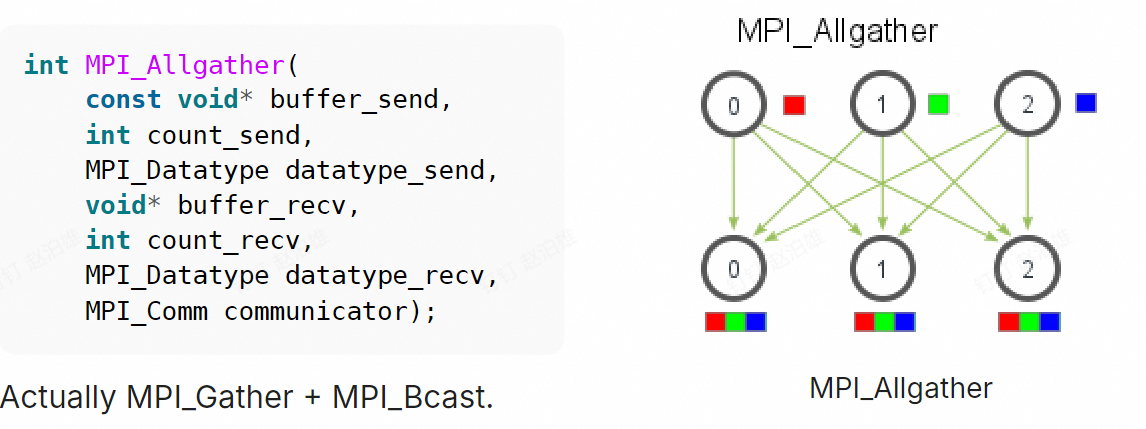 int MPI_Allgather(
    const void* buffer_send,
    int count_send,
    MPI_Datatype datatype_send,
    void* buffer_recv,
    int count_recv,
    MPI_Datatype datatype_recv,
    MPI_Comm communicator);
Actually MPI_Gather + MPI_Bcast.
MPI_Allgather
0 1 2
0 1 2
MPI_Allgather